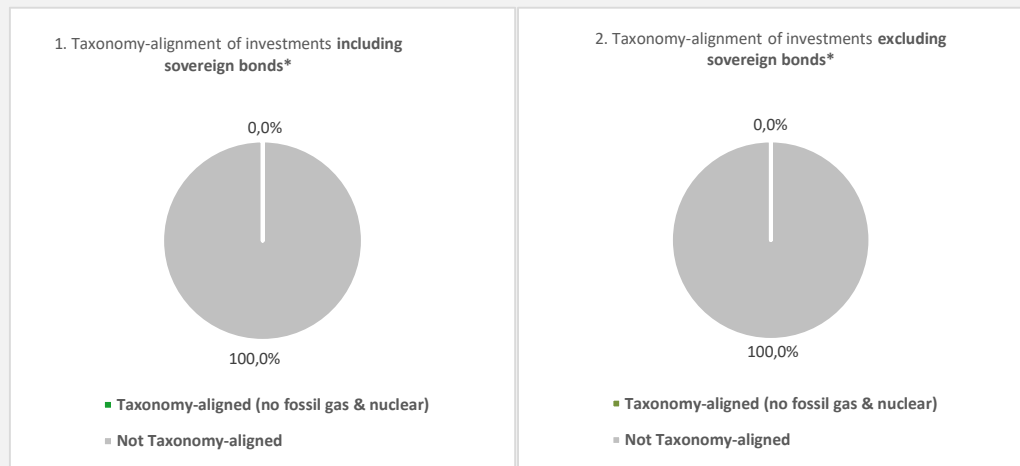 1. Taxonomy-alignment of investments including
sovereign bonds*
0,0%
100,0%
Taxonomy-aligned (no fossil gas & nuclear)
Not Taxonomy-aligned
2. Taxonomy-alignment of investments excluding
sovereign bonds*
0,0%
100,0%
Taxonomy-aligned (no fossil gas & nuclear)
Not Taxonomy-aligned